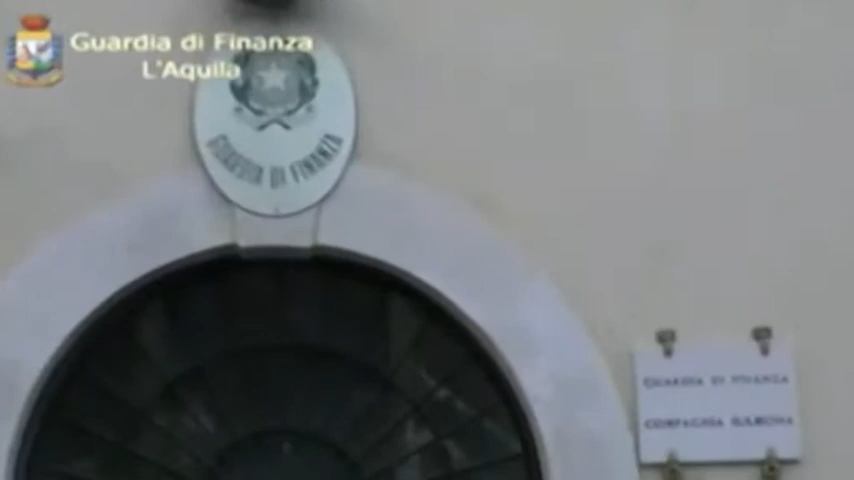 Guardia di Finanza
L'Aquila
GUARDIA DI FINANZA
GUARDIA DI FINANZA
COMPAGNIA SULMONA